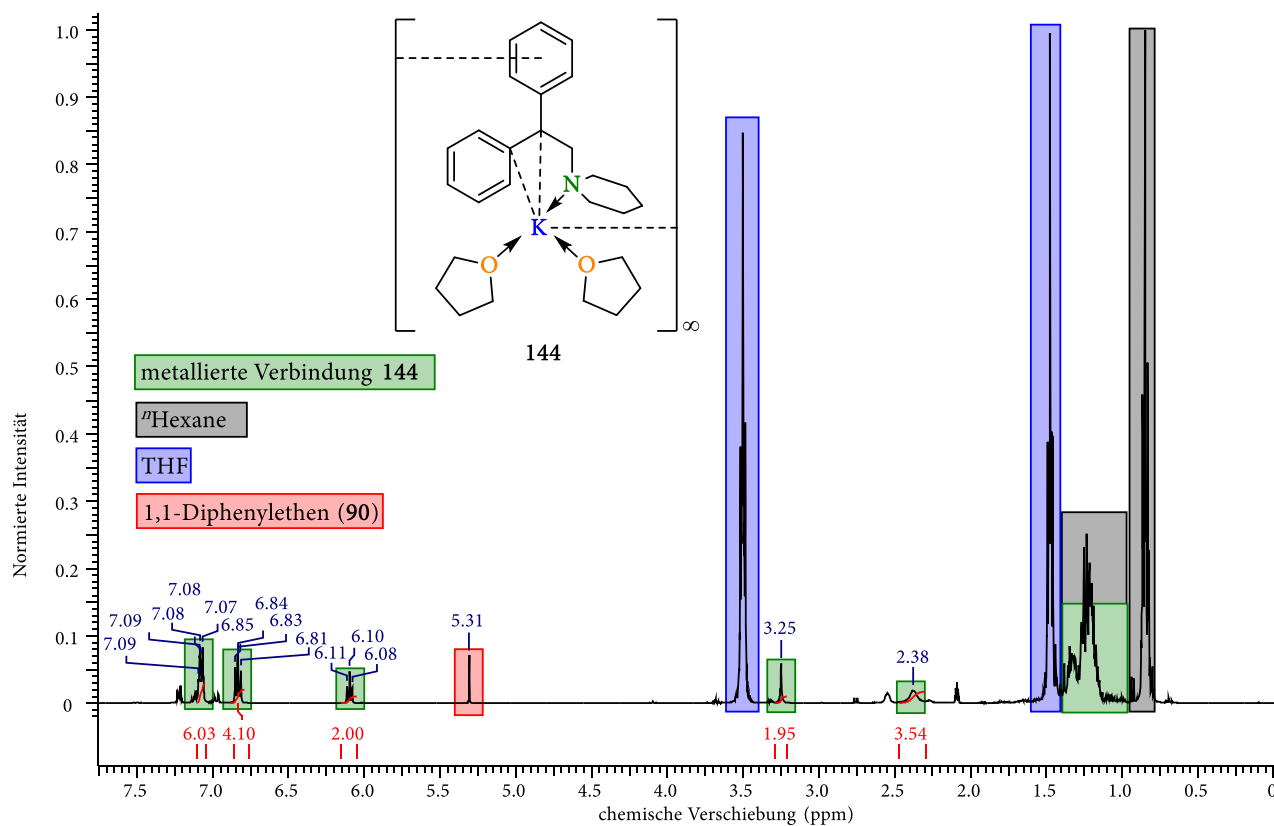 1.0
0.9
0.8
0.7
0.6
0.5
0.4
0.3
0.2
0.1
0
Normierte Intensität
N
K
O
O
∞
144
metallierte Verbindung 144
nHexane
THF
1,1-Diphenylethen (90)
7.09
7.09
7.08
7.08
7.07
6.85
6.84
6.83
6.81
6.11
6.10
6.08
5.31
3.25
2.38
6.03 4.10 2.00 1.95 3.54
7.5 7.0 6.5 6.0 5.5 5.0 4.5 4.0 3.5 3.0 2.5 2.0 1.5 1.0 0.5 0
chemische Verschiebung (ppm)